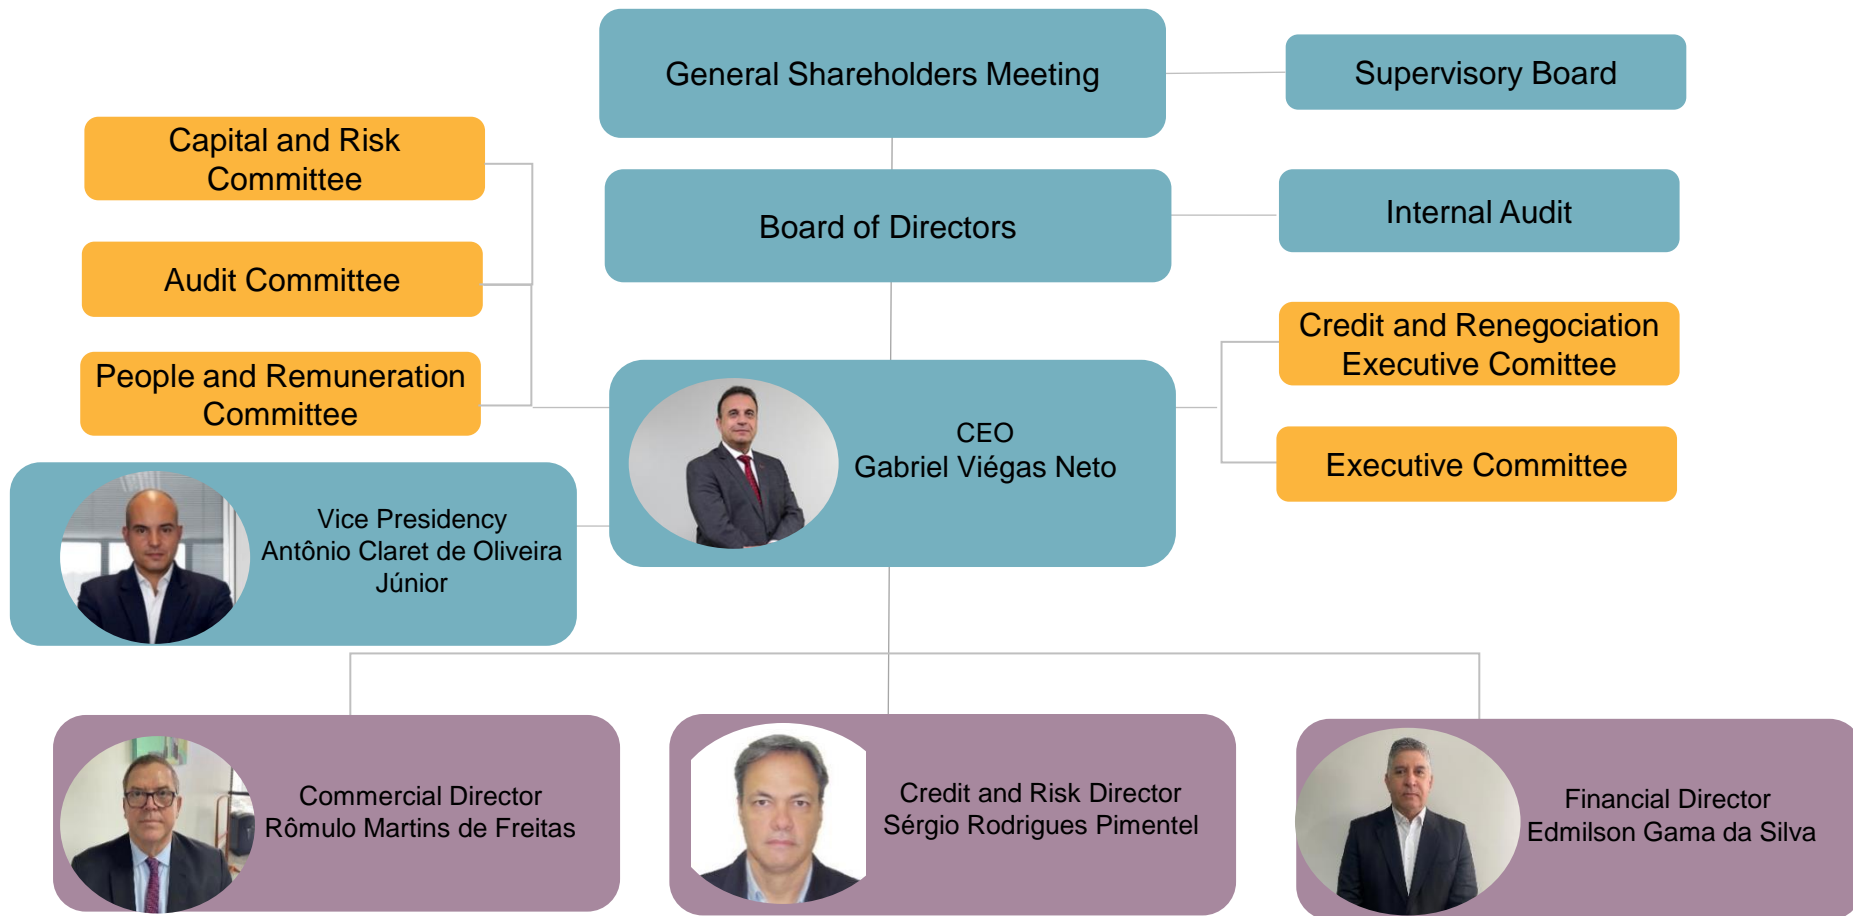 General Shareholders Meeting
Supervisory Board
Capital and Risk
Committee
Board of Directors
Internal Audit
Audit Committee
Credit and Renegociation
Executive Comittee
People and Remuneration
Committee
CEO
Gabriel Viégas Neto
Executive Committee
Vice Presidency
Antônio Claret de Oliveira
Júnior
Commercial Director
Rômulo Martins de Freitas
Credit and Risk Director
Sérgio Rodrigues Pimentel
Financial Director
Edmilson Gama da Silva